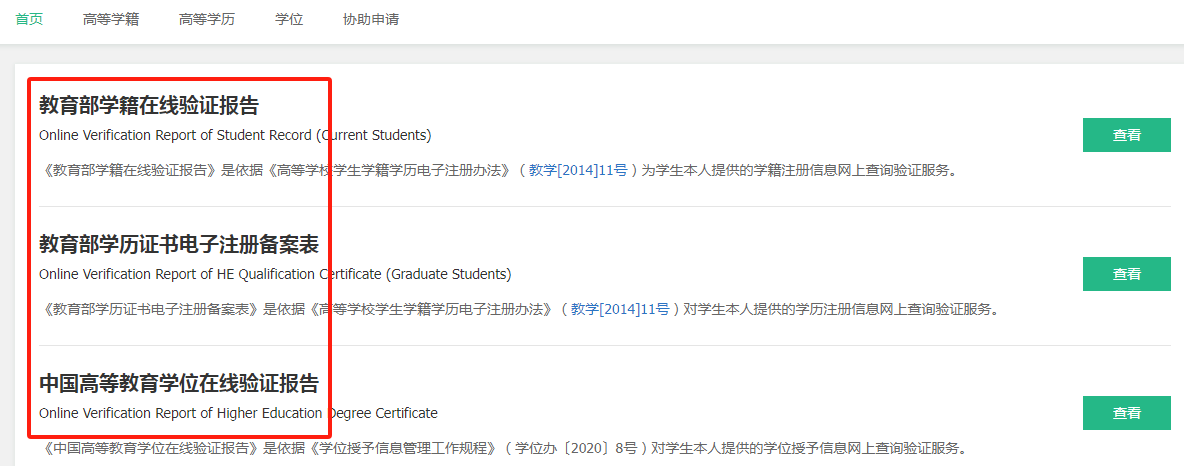 首页 高等学籍 高等学历 学位 协助申请
教育部学籍在线验证报告
Online Verification Report of Student Record (Current Students)
查看
《教育部学籍在线验证报告》是依据《高等学校学生学籍学历电子注册办法》（教学[2014]11号）为学生本人提供的学籍注册信息网上查询验证服务。
教育部学历证书电子注册备案表
Online Verification Report of HE Qualification Certificate (Graduate Students)
查看
《教育部学历证书电子注册备案表》是依据《高等学校学生学籍学历电子注册办法》（教学[2014]11号）对学生本人提供的学历注册信息网上查询验证服务。
中国高等教育学位在线验证报告
Online Verification Report of Higher Education Degree Certificate
查看
《中国高等教育学位在线验证报告》是依据《学位授予信息管理工作规程》（学位办〔2020〕8号）对学生本人提供的学位授予信息网上查询验证服务。